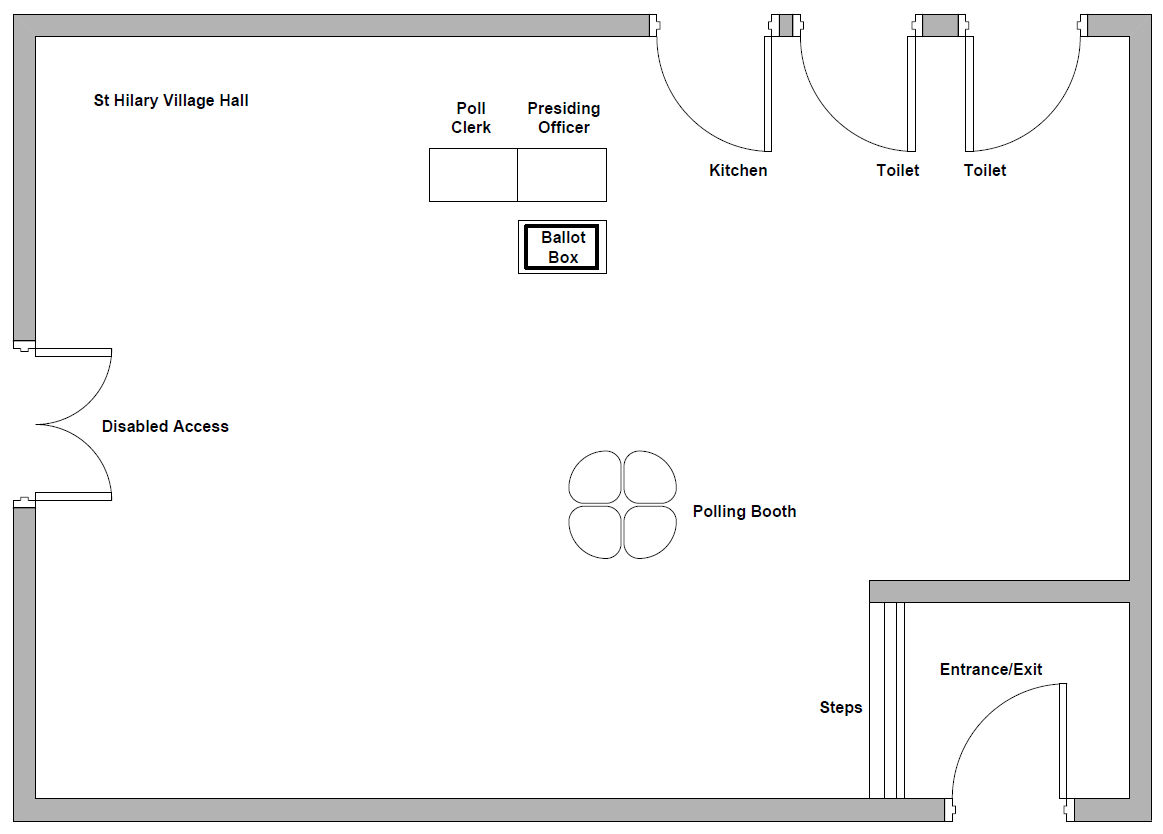 St Hilary Village Hall
Poll
Clerk
Presiding
Officer
Ballot
Box
Kitchen
Toilet
Toilet
Disabled Access
Polling Booth
Entrance/Exit
Steps